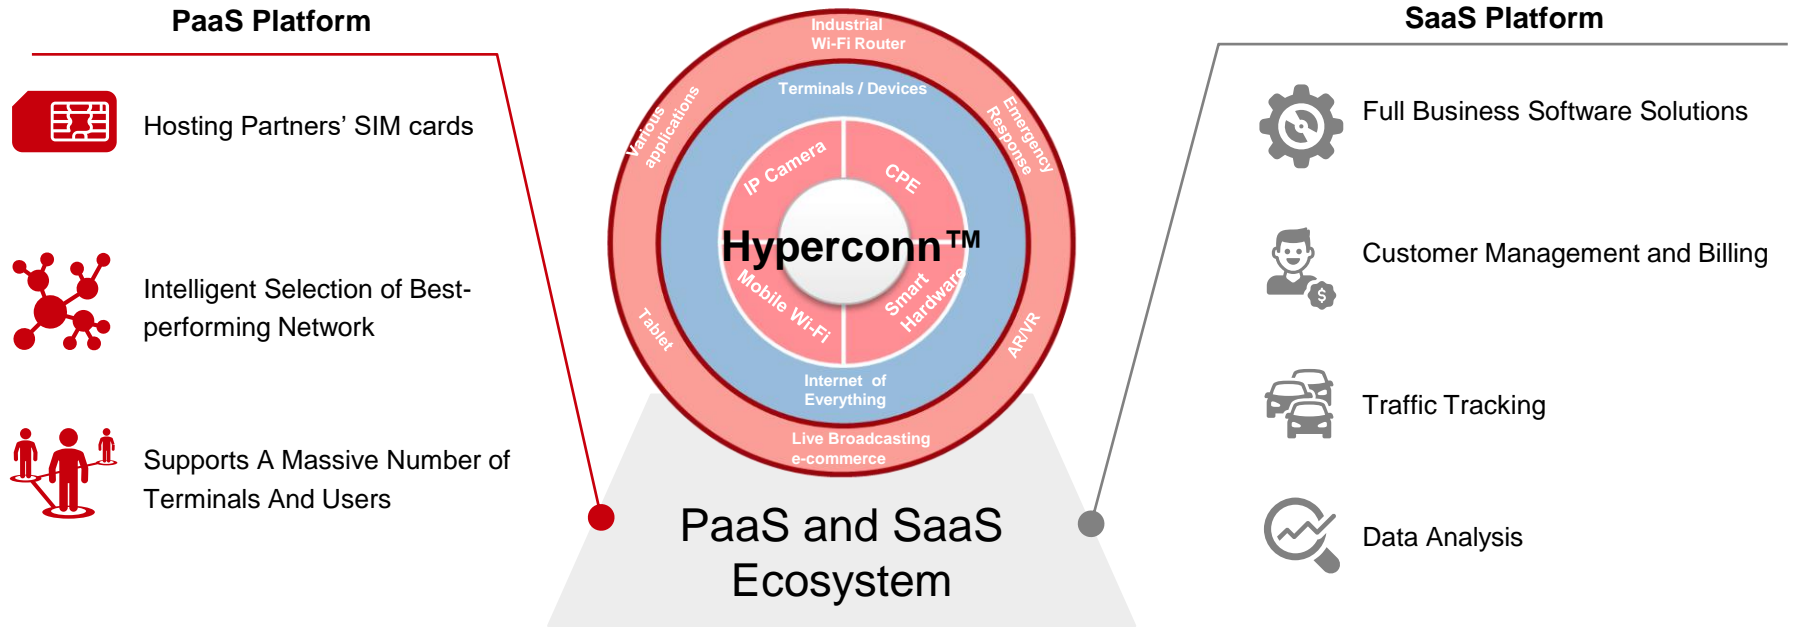 PaaS Platform
Hosting Partners’ SIM cards
Intelligent Selection of Best-
performing Network
Supports A Massive Number of
Terminals And Users
Industrial
Wi-Fi Router
Various
applications
Emergency
Response
Terminals / Devices
IP Camera
CPE
Hyperconn™
Mobile Wi-Fi
Smart
Hardware
Tablet
AR/VR
Internet of
Everything
Live Broadcasting
e-commerce
PaaS and SaaS
Ecosystem
SaaS Platform
Full Business Software Solutions
Customer Management and Billing
$
Traffic Tracking
Data Analysis